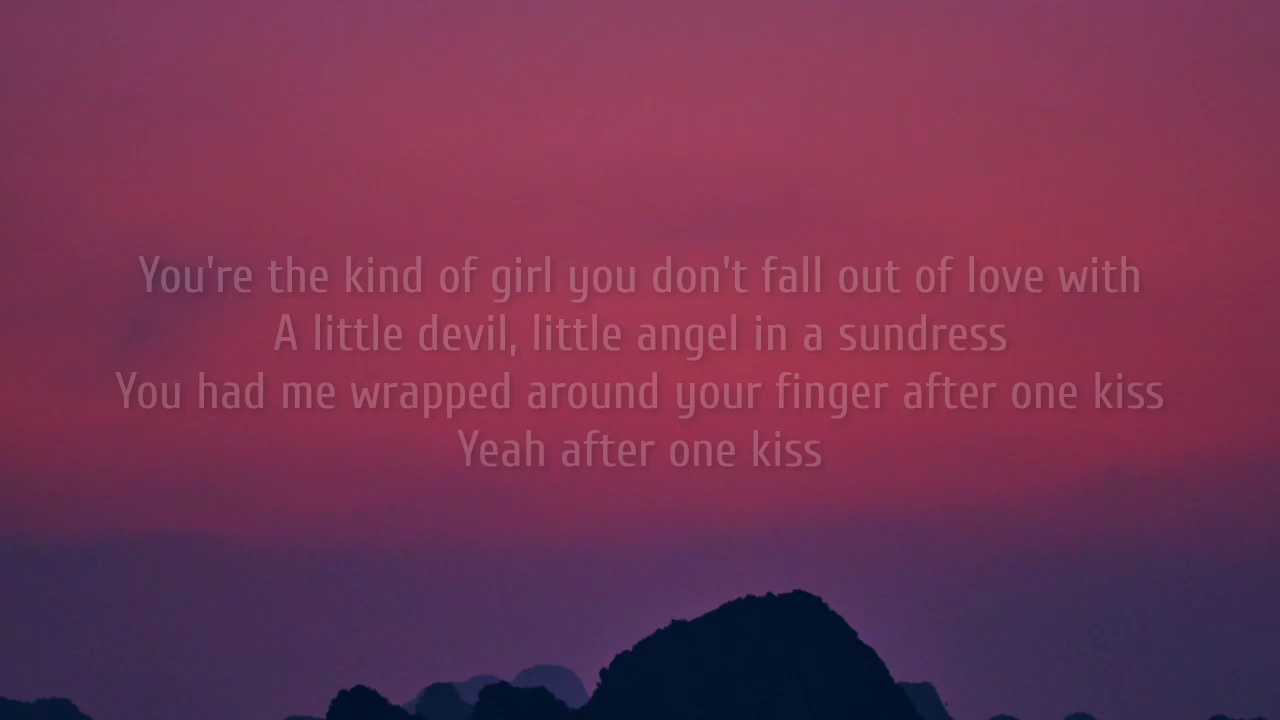 You're the kind of girl you don't fall out of love with
A little devil, little angel in a sundress
You had me wrapped around your finger after one kiss
Yeah after one kiss